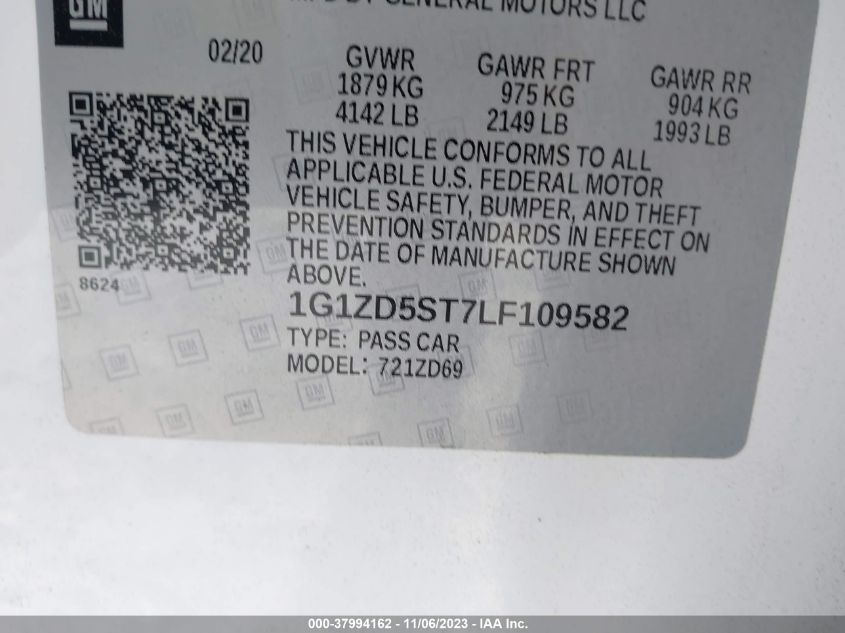 GM
GENERAL MOTORS LLC
02/20
GVWR
1879 KG
4142 LB
GAWR FRT
975 KG
2149 LB
GAWR RR
904 KG
1993 LB
THIS VEHICLE CONFORMS TO ALL
APPLICABLE U.S. FEDERAL MOTOR
VEHICLE SAFETY, BUMPER, AND THEFT
PREVENTION STANDARDS IN EFFECT ON
THE DATE OF MANUFACTURE SHOWN
ABOVE.
8624
1G1ZD5ST7LF109582
TYPE: PASS CAR
MODEL: 721ZD69
000-37994162 - 11/06/2023 - IAA Inc.